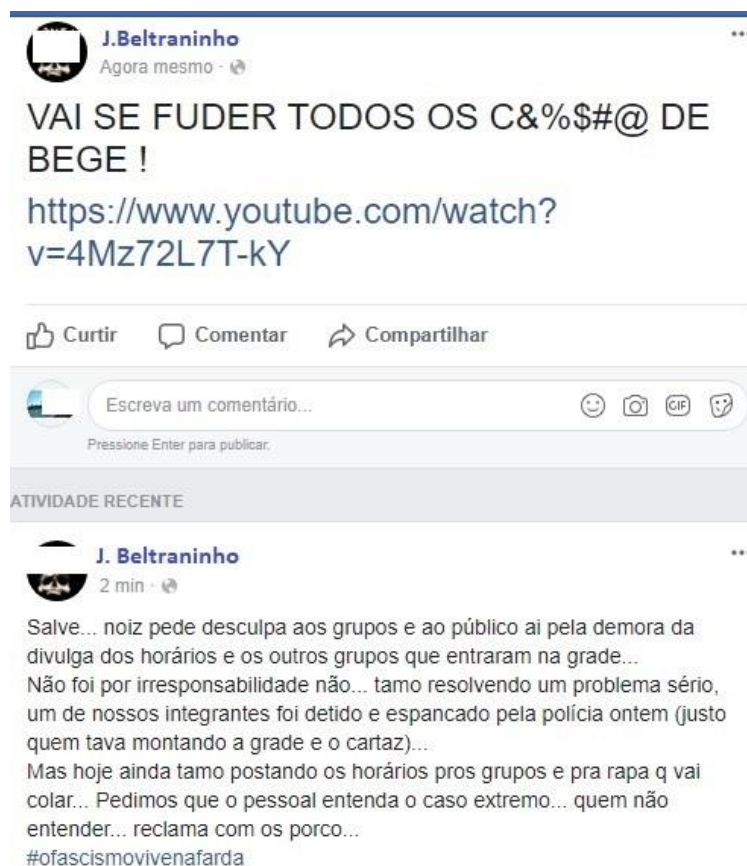 J.Beltraninho
Agora mesmo ·
VAI SE FUDER TODOS OS C&%$#@ DE
BEGE !
https://www.youtube.com/watch?
v=4Mz72L7T-kY
Curtir Comentar Compartilhar
Escreva um comentário... GIF
Pressione Enter para publicar.
ATIVIDADE RECENTE
J. Beltraninho
2 min ·
Salve... noiz pede desculpa aos grupos e ao público ai pela demora da
divulga dos horários e os outros grupos que entraram na grade...
Não foi por irresponsabilidade não... tamo resolvendo um problema sério,
um de nossos integrantes foi detido e espancado pela polícia ontem (justo
quem tava montando a grade e o cartaz)...
Mas hoje ainda tamo postando os horários pros grupos e pra rapa q vai
colar... Pedimos que o pessoal entenda o caso extremo... quem não
entender... reclama com os porco...
#ofascismovivenafarda